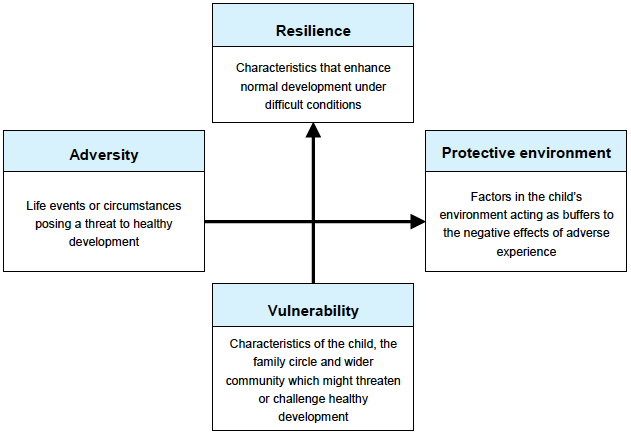 Resilience
Characteristics that enhance
normal development under
difficult conditions
Adversity
Life events or circumstances
posing a threat to healthy
development
Protective environment
Factors in the child's
environment acting as buffers to
the negative effects of adverse
experience
Vulnerability
Characteristics of the child, the
family circle and wider
community which might threaten
or challenge healthy
development